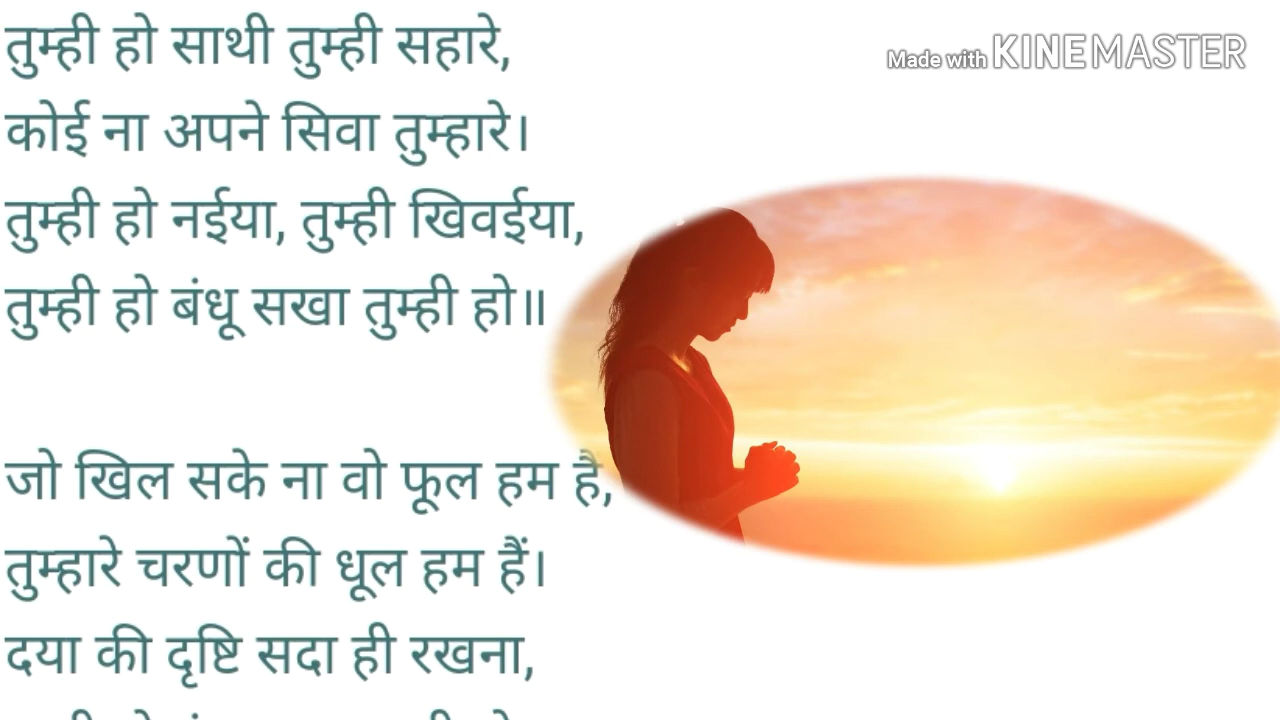 तुम्ही हो साथी तुम्ही सहारे,
कोई ना अपने सिवा तुम्हारे।
तुम्ही हो नईया, तुम्ही खिवईया,
तुम्ही हो बंधू सखा तुम्ही हो॥
जो खिल सके ना वो फूल हम है,
तुम्हारे चरणों की धूल हम हैं।
दया की दृष्टि सदा ही रखना,
Made with KINEMASTER